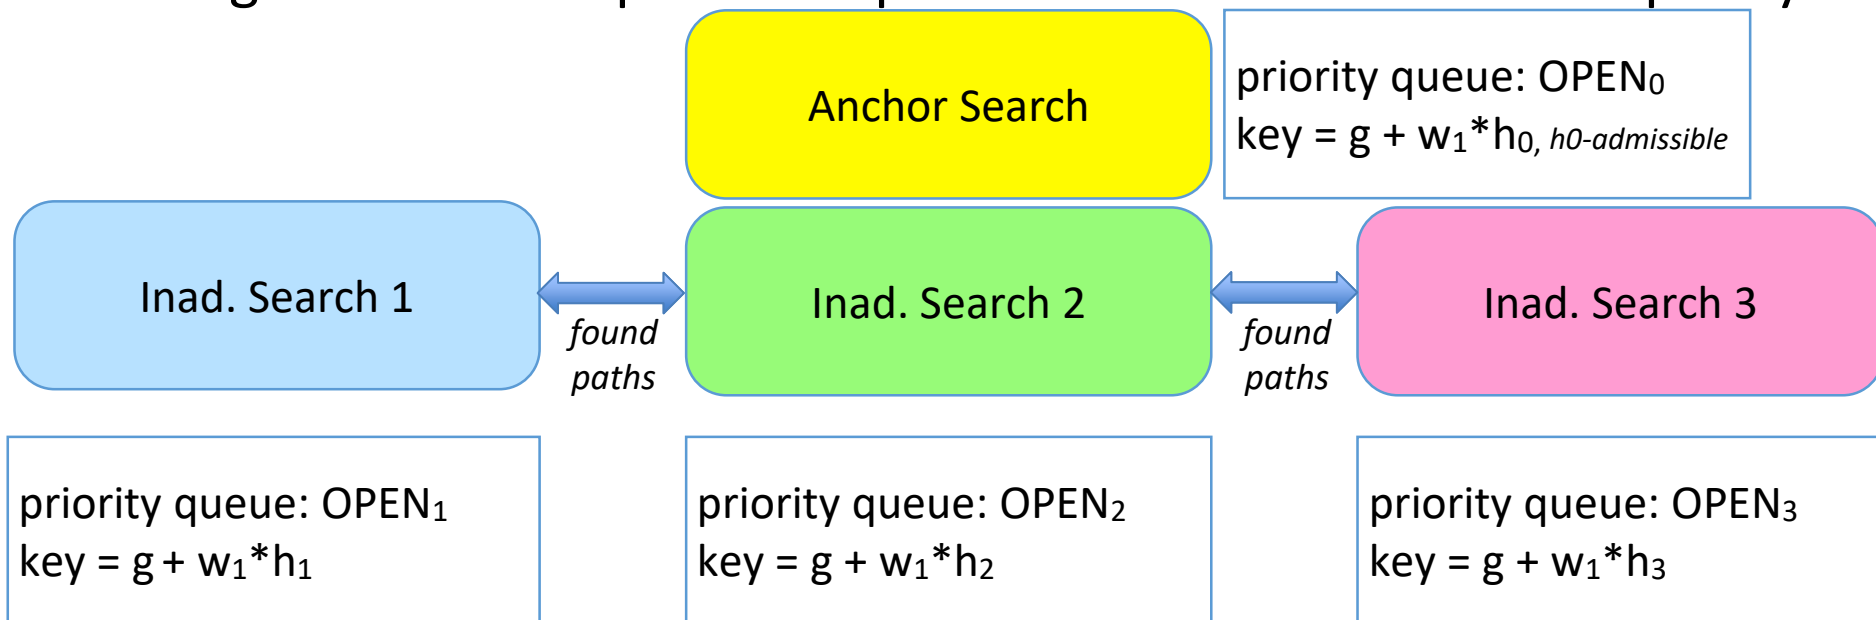 Anchor Search
priority queue: OPEN₀
key = g + w₁*h₀, h0-admissible
Inad. Search 1
found
paths
Inad. Search 2
found
paths
Inad. Search 3
priority queue: OPEN₁
key = g + w₁*h₁
priority queue: OPEN₂
key = g + w₁*h₂
priority queue: OPEN₃
key = g + w₁*h₃